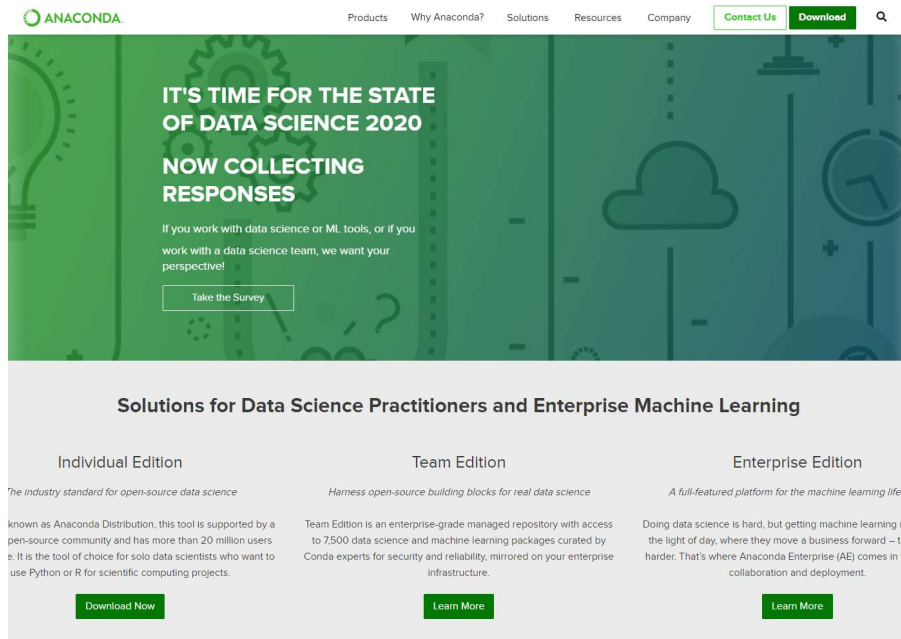 ANACONDA.
Products Why Anaconda? Solutions Resources Company Contact Us Download
IT'S TIME FOR THE STATE
OF DATA SCIENCE 2020
NOW COLLECTING
RESPONSES
If you work with data science or ML tools, or if you
work with a data science team, we want your
perspective!
Take the Survey
Solutions for Data Science Practitioners and Enterprise Machine Learning
Individual Edition
The industry standard for open-source data science
known as Anaconda Distribution, this tool is supported by a
pen-source community and has more than 20 million users
e. It is the tool of choice for solo data scientists who want to
use Python or R for scientific computing projects.
Download Now
Team Edition
Harness open-source building blocks for real data science
Team Edition is an enterprise-grade managed repository with access
to 7,500 data science and machine learning packages curated by
Conda experts for security and reliability, mirrored on your enterprise
infrastructure.
Learn More
Enterprise Edition
A full-featured platform for the machine learning life
Doing data science is hard, but getting machine learning
the light of day, where they move a business forward –
harder. That's where Anaconda Enterprise (AE) comes in
collaboration and deployment.
Learn More